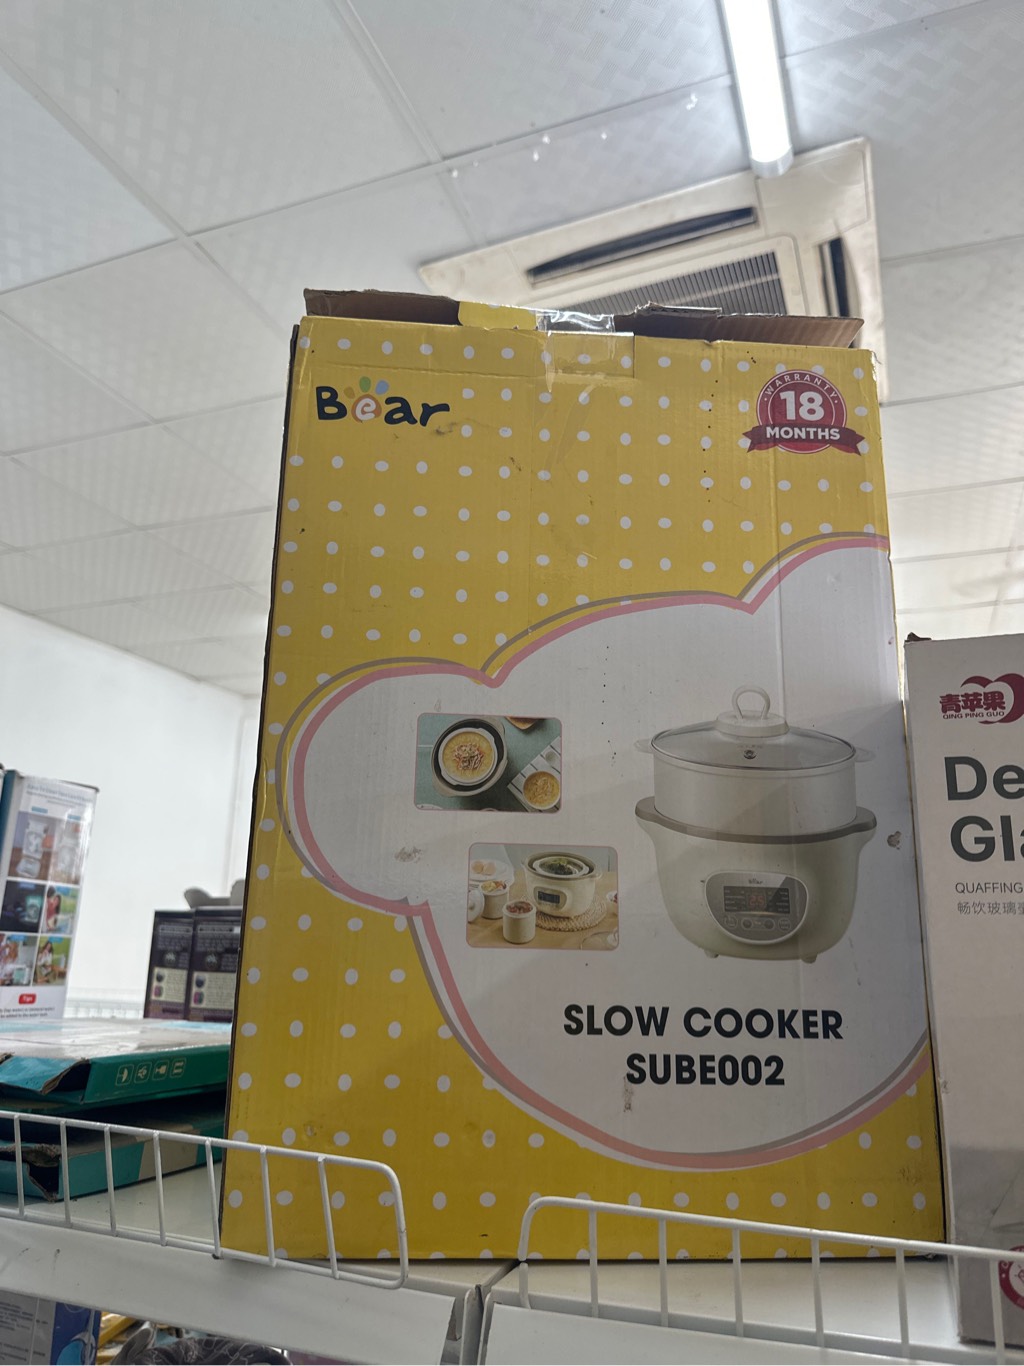 Bear
WARRANTY
18
MONTHS
SLOW COOKER
SUBE002
青苹果
QING PING GUO
De
Gla
QUAFFING
畅饮玻璃
Tips